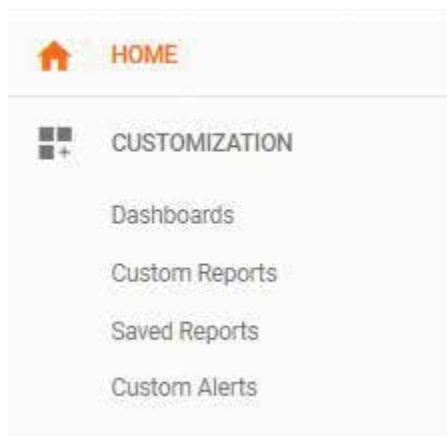 HOME
CUSTOMIZATION
Dashboards
Custom Reports
Saved Reports
Custom Alerts